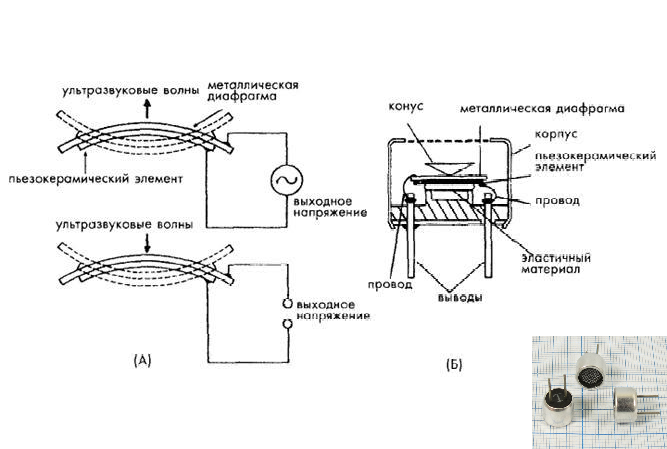 ультразвуковые волны
металлическая
диафрагма
пьезокерамический элемент
выходное
напряжение
ультразвуковые волны
выходное
напряжение
(А)
конус
металлическая диафрагма
корпус
пьезокерамический
элемент
провод
эластичный
материал
провод
выводы
(Б)